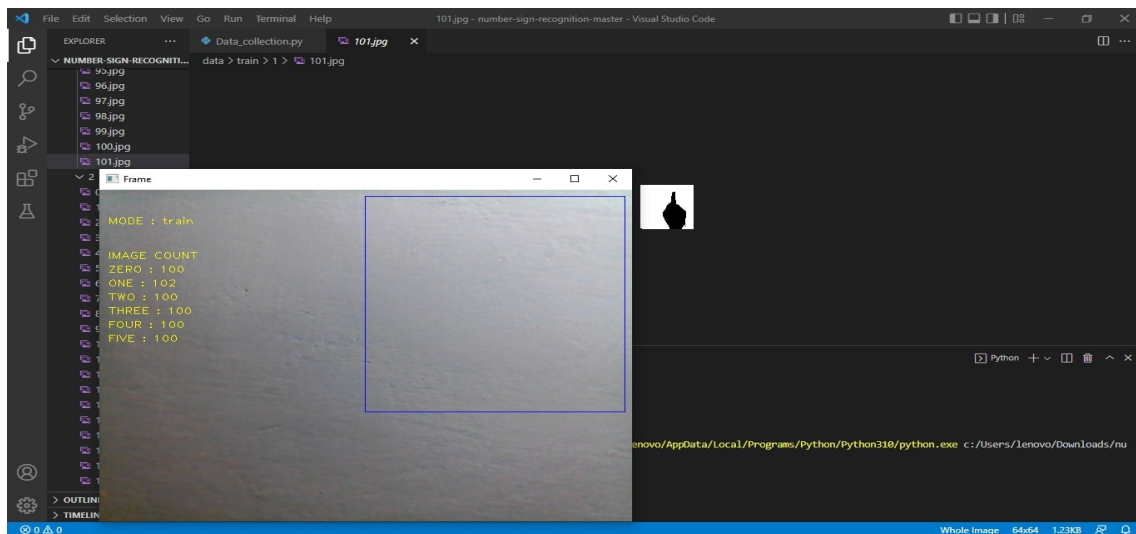 File Edit Selection View Go Run Terminal Help
101.jpg - number-sign-recognition-master - Visual Studio Code
EXPLORER
Data_collection.py
101.jpg
NUMBER-SIGN-RECOGNITI...
data > train > 1 > 101.jpg
95.jpg
96.jpg
97.jpg
98.jpg
99.jpg
100.jpg
101.jpg
2
Frame
MODE : train
IMAGE COUNT
ZERO : 100
ONE : 102
TWO : 100
THREE : 100
FOUR : 100
FIVE : 100
Python
enovo/AppData/Local/Programs/Python/Python310/python.exe c:/Users/lenovo/Downloads/nu
OUTLIN
TIMELIN
0 0
Whole Image 64x64 1.23KB